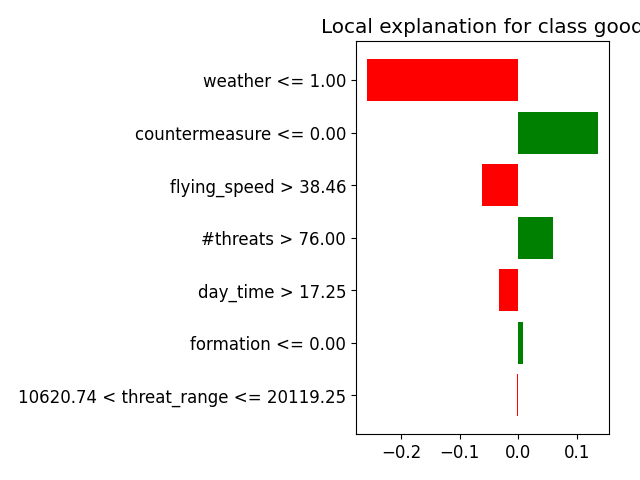 Local explanation for class good
weather <= 1.00
countermeasure <= 0.00
flying_speed > 38.46
#threats > 76.00
day_time > 17.25
formation <= 0.00
10620.74 < threat_range <= 20119.25
−0.2 −0.1 0.0 0.1